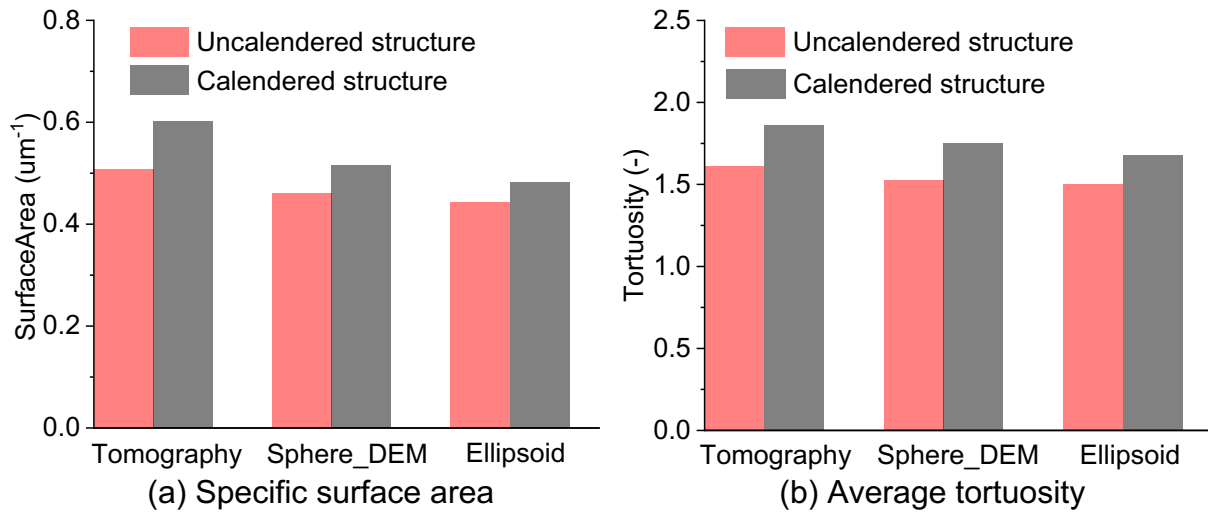 0.8
0.6
0.4
0.2
0.0
SurfaceArea (um-1)
Uncalendered structure
Calendered structure
Tomography Sphere_DEM Ellipsoid
(a) Specific surface area
2.5
2.0
1.5
1.0
0.5
0.0
Tortuosity (-)
Uncalendered structure
Calendered structure
Tomography Sphere_DEM Ellipsoid
(b) Average tortuosity